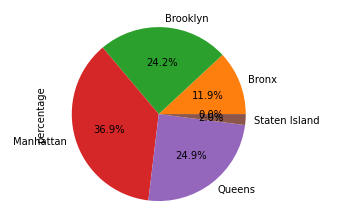 Brooklyn
24.2%
Bronx
11.9%
0.0%
2.0%
Staten Island
percentage
36.9%
Manhattan
24.9%
Queens